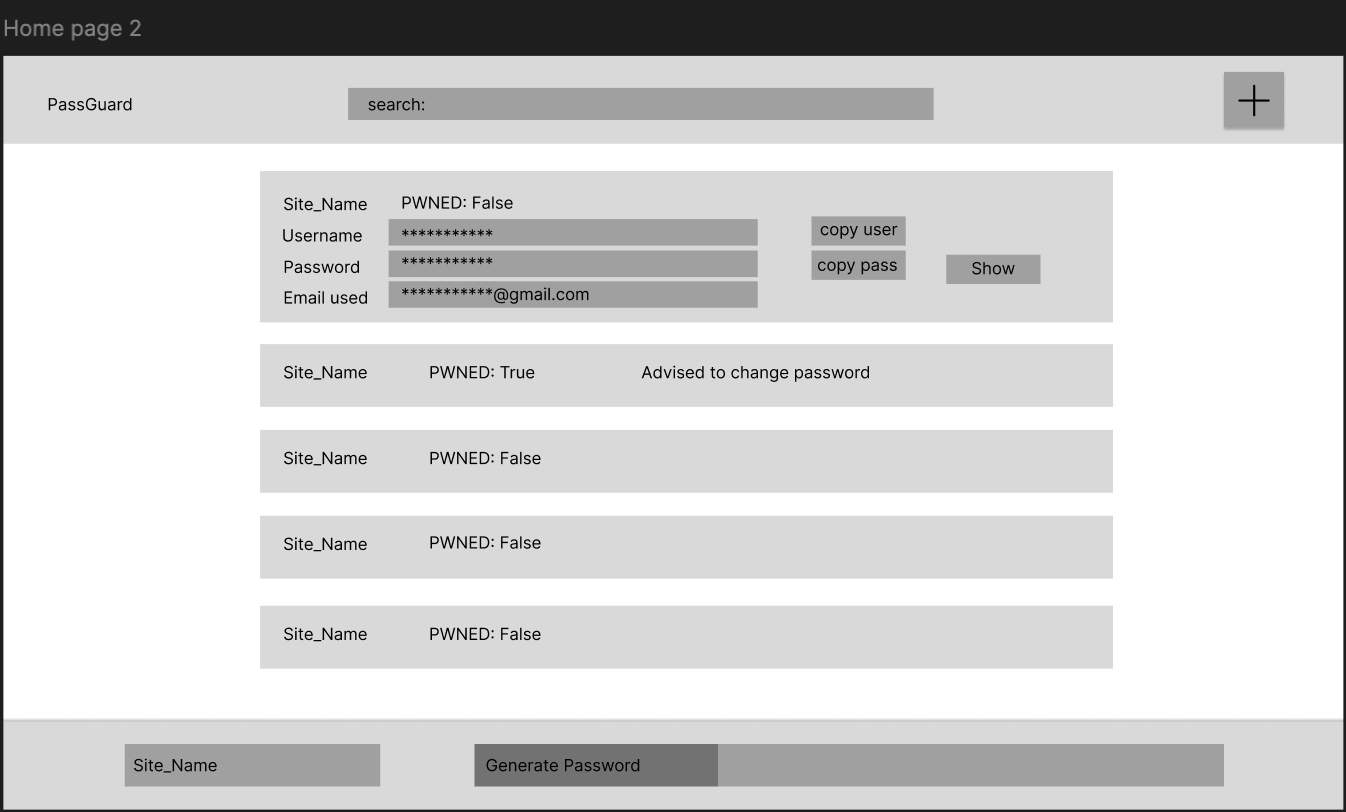 Home page 2
PassGuard
search:
Site_Name PWNED: False
Username *********** copy user
Password *********** copy pass Show
Email used ***********@gmail.com
Site_Name PWNED: True Advised to change password
Site_Name PWNED: False
Site_Name PWNED: False
Site_Name PWNED: False
Site_Name Generate Password